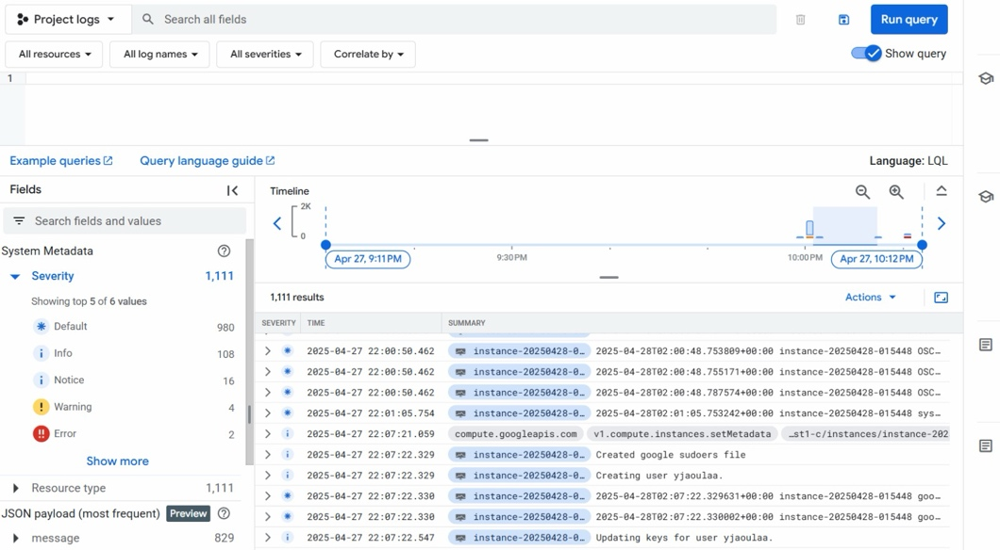 Project logs
Search all fields
Run query
All resources
All log names
All severities
Correlate by
Show query
1
Example queries
Query language guide
Language: LQL
Fields
Search fields and values
System Metadata
Severity 1,111
Showing top 5 of 6 values
Default 980
Info 108
Notice 16
Warning 4
Error 2
Show more
Resource type 1,111
JSON payload (most frequent) Preview
message 829
Timeline
2K
0
Apr 27, 9:11 PM
9:30 PM
10:00 PM
Apr 27, 10:12 PM
1,111 results
Actions
SEVERITY TIME SUMMARY
2025-04-27 22:00:50.462 instance-20250428-0… 2025-04-28T02:00:48.753809+00:00 instance-20250428-015448 OSC…
2025-04-27 22:00:50.462 instance-20250428-0… 2025-04-28T02:00:48.755171+00:00 instance-20250428-015448 OSC…
2025-04-27 22:00:50.462 instance-20250428-0… 2025-04-28T02:00:48.787574+00:00 instance-20250428-015448 OSC…
2025-04-27 22:01:05.754 instance-20250428-0… 2025-04-28T02:01:05.753242+00:00 instance-20250428-015448 sys…
2025-04-27 22:07:21.059 compute.googleapis.com v1.compute.instances.setMetadata …st1-c/instances/instance-202
2025-04-27 22:07:22.329 instance-20250428-0… Created google sudoers file
2025-04-27 22:07:22.329 instance-20250428-0… Creating user yjaoulaa.
2025-04-27 22:07:22.330 instance-20250428-0… 2025-04-28T02:07:22.329631+00:00 instance-20250428-015448 goo…
2025-04-27 22:07:22.330 instance-20250428-0… 2025-04-28T02:07:22.330002+00:00 instance-20250428-015448 goo…
2025-04-27 22:07:22.547 instance-20250428-0… Updating keys for user yjaoulaa.